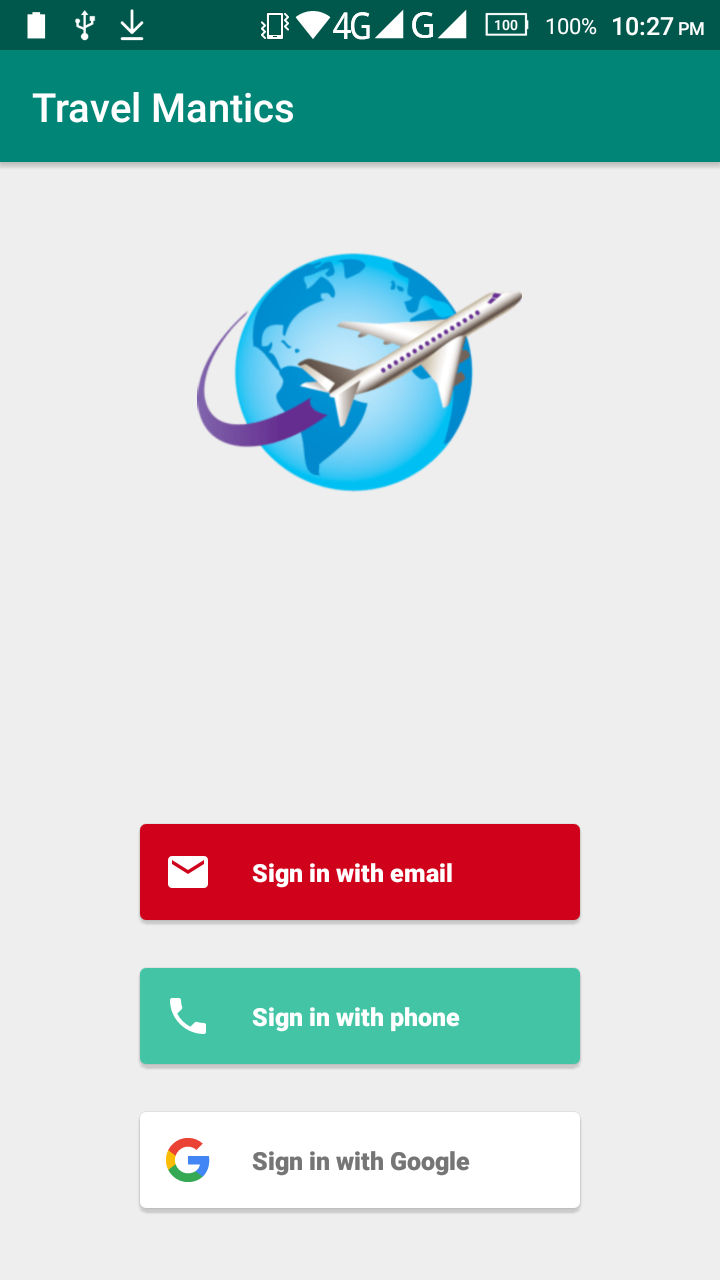 4G G 100 100% 10:27 PM
Travel Mantics
Sign in with email
Sign in with phone
Sign in with Google